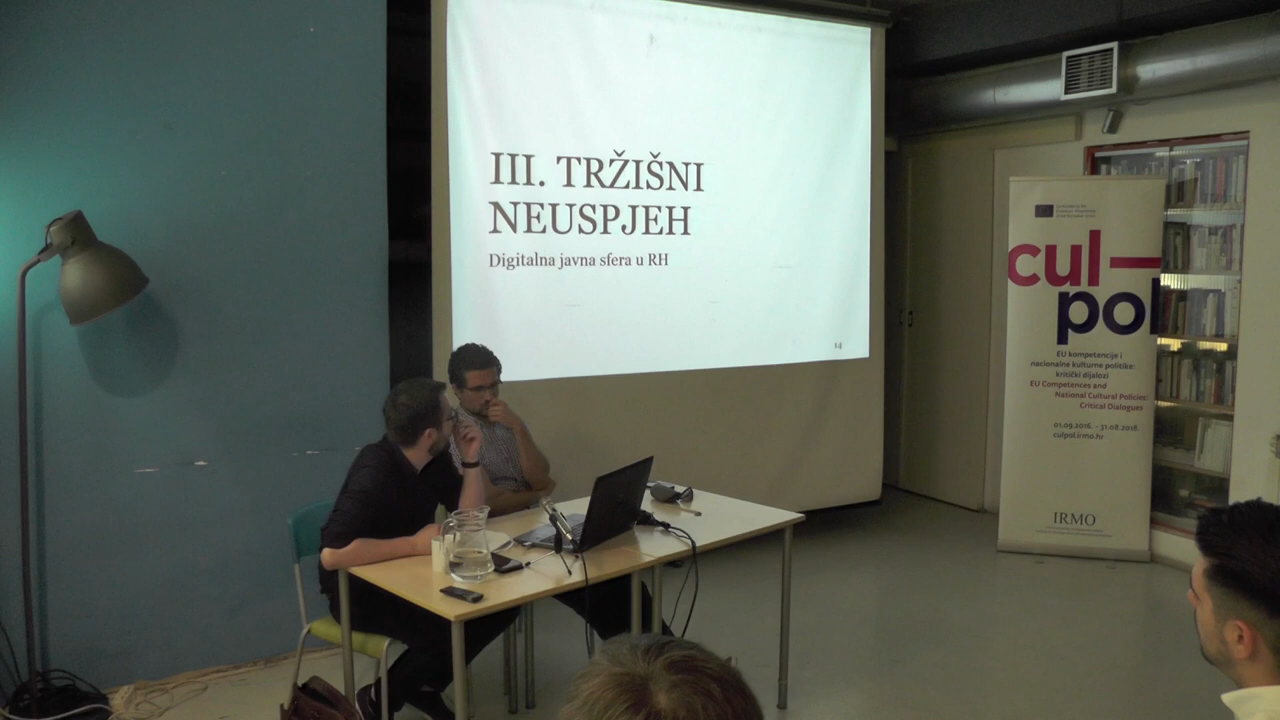 III. TRŽIŠNI
NEUSPJEH
Digitalna javna sfera u RH
14
cul—
pol
EU kompetencije i
nacionalne kulturne politike:
kritički dijalozi
EU Competences and
National Cultural Policies:
Critical Dialogues
01.09.2016. - 31.08.2018
culpol.irmo.hr
IRMO